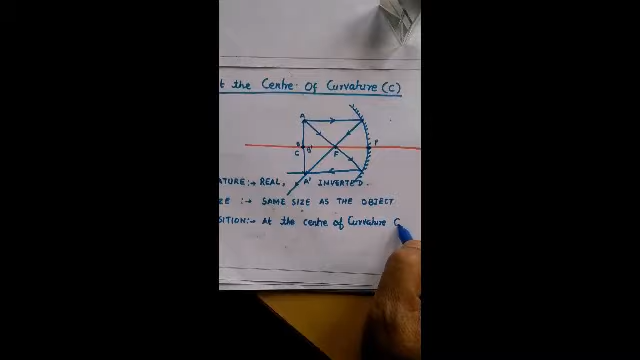 t the Centre Of Curvature (C)
A
B
C
B'
F
P
A'
ATURE:→ REAL, INVERTED.
ZE :→ SAME SIZE AS THE OBJECT
SITION:→ At the centre of Curvature C